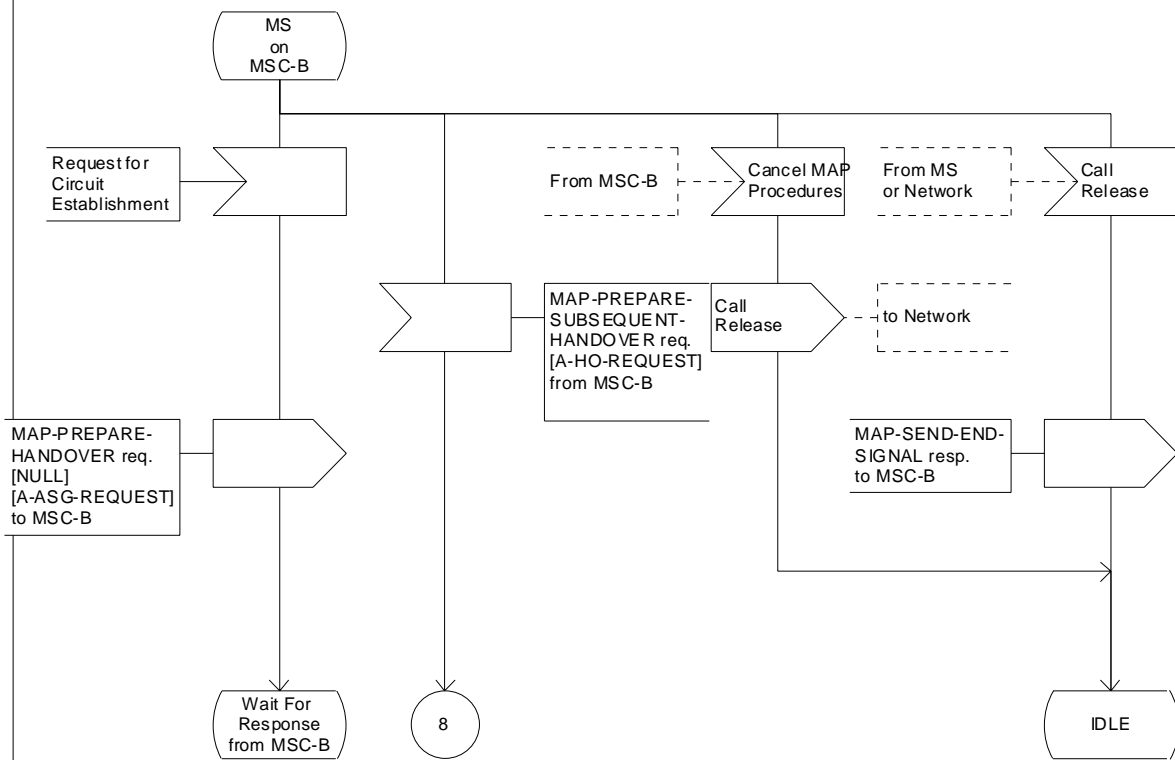 MS
on
MSC-B
Request for
Circuit
Establishment
From MSC-B
Cancel MAP
Procedures
From MS
or Network
Call
Release
MAP-PREPARE-
SUBSEQUENT-
HANDOVER req.
[A-HO-REQUEST]
from MSC-B
Call
Release
to Network
MAP-PREPARE-
HANDOVER req.
[NULL]
[A-ASG-REQUEST]
to MSC-B
MAP-SEND-END-
SIGNAL resp.
to MSC-B
Wait For
Response
from MSC-B
8
IDLE